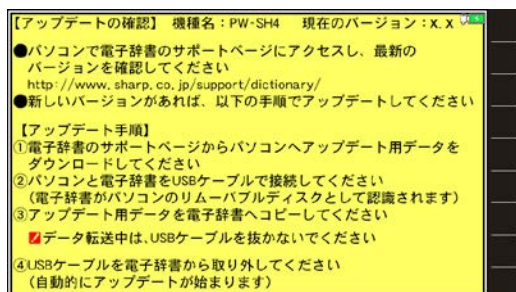 【アップデートの確認】 機種名：PW-SH4 現在のバージョン：x.x
●パソコンで電子辞書のサポートページにアクセスし、最新の
バージョンを確認してください
http://www.sharp.co.jp/support/dictionary/
●新しいバージョンがあれば、以下の手順でアップデートしてください
【アップデート手順】
①電子辞書のサポートページからパソコンへアップデート用データを
ダウンロードしてください
②パソコンと電子辞書をUSBケーブルで接続してください
(電子辞書がパソコンのリムーバブルディスクとして認識されます)
③アップデート用データを電子辞書へコピーしてください
データ転送中は、USBケーブルを抜かないでください
④USBケーブルを電子辞書から取り外してください
(自動的にアップデートが始まります)